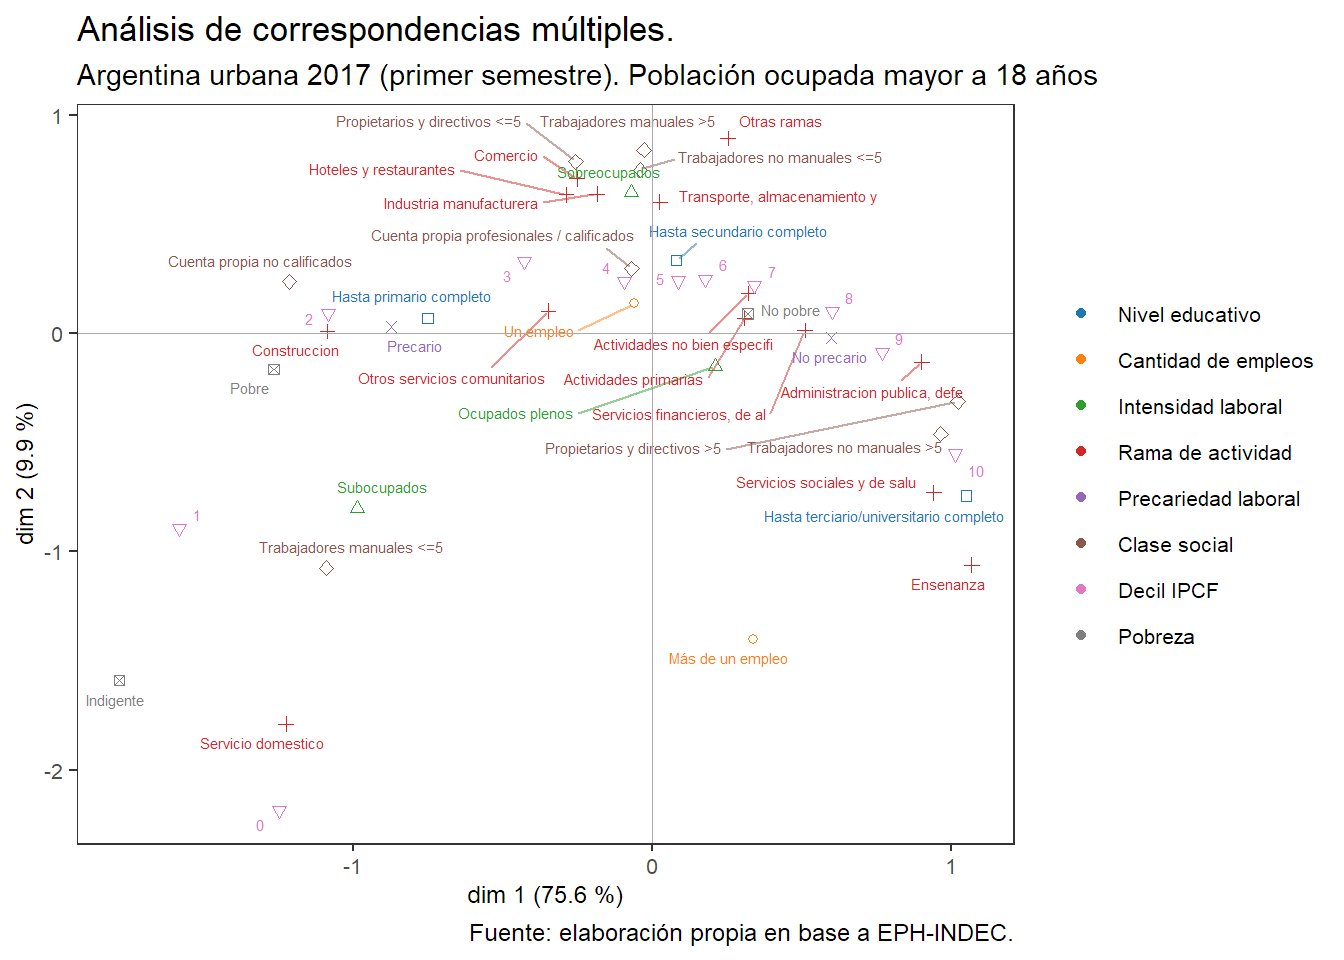 Análisis de correspondencias múltiples.
Argentina urbana 2017 (primer semestre). Población ocupada mayor a 18 años
dim 2 (9.9 %)
1
0
-1
-2
Propietarios y directivos <=5
Trabajadores manuales >5
Otras ramas
Comercio
Trabajadores no manuales <=5
Hoteles y restaurantes
Sobreocupados
Industria manufacturera
Transporte, almacenamiento y
Cuenta propia profesionales / calificados
Hasta secundario completo
Cuenta propia no calificados
3
4
5
6
7
Hasta primario completo
8
2
Un empleo
No pobre
9
Construccion
Precario
Actividades no bien especifi
No precario
Pobre
Otros servicios comunitarios
Actividades primarias
Administracion publica, defe
Ocupados plenos
Servicios financieros, de al
Propietarios y directivos >5
Trabajadores no manuales >5
10
Subocupados
Servicios sociales y de salu
1
Hasta terciario/universitario completo
Trabajadores manuales <=5
Ensenanza
Más de un empleo
Indigente
Servicio domestico
0
-1
0
1
dim 1 (75.6 %)
Nivel educativo
Cantidad de empleos
Intensidad laboral
Rama de actividad
Precariedad laboral
Clase social
Decil IPCF
Pobreza
Fuente: elaboración propia en base a EPH-INDEC.